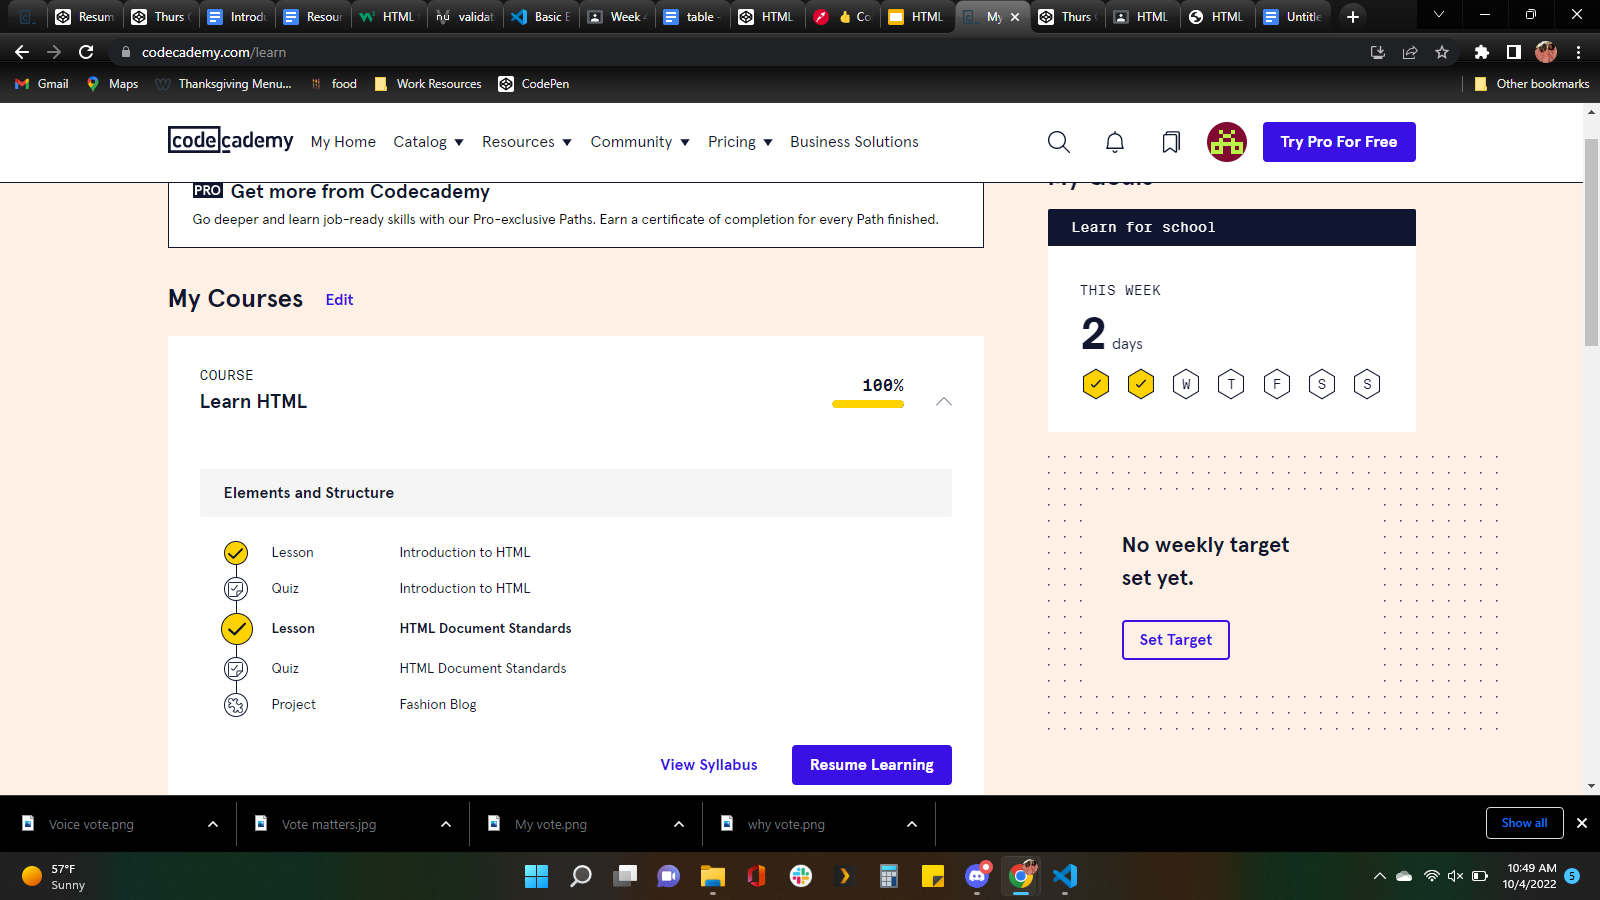 Resum
Thurs
Introdu
Resour
HTML
validat
Basic E
Week 4
table -
HTML
👍 Co
HTML
My
Thurs
HTML
HTML
Untitle
codecademy.com/learn
Gmail
Maps
Thanksgiving Menu...
food
Work Resources
CodePen
Other bookmarks
codecademy
My Home
Catalog
Resources
Community
Pricing
Business Solutions
Try Pro For Free
PRO Get more from Codecademy
Go deeper and learn job-ready skills with our Pro-exclusive Paths. Earn a certificate of completion for every Path finished.
My Goals
Learn for school
THIS WEEK
2 days
W T F S S
No weekly target
set yet.
Set Target
My Courses Edit
COURSE
Learn HTML
100%
Elements and Structure
Lesson Introduction to HTML
Quiz Introduction to HTML
Lesson HTML Document Standards
Quiz HTML Document Standards
Project Fashion Blog
View Syllabus
Resume Learning
Voice vote.png
Vote matters.jpg
My vote.png
why vote.png
Show all
57°F
Sunny
10:49 AM
10/4/2022
5